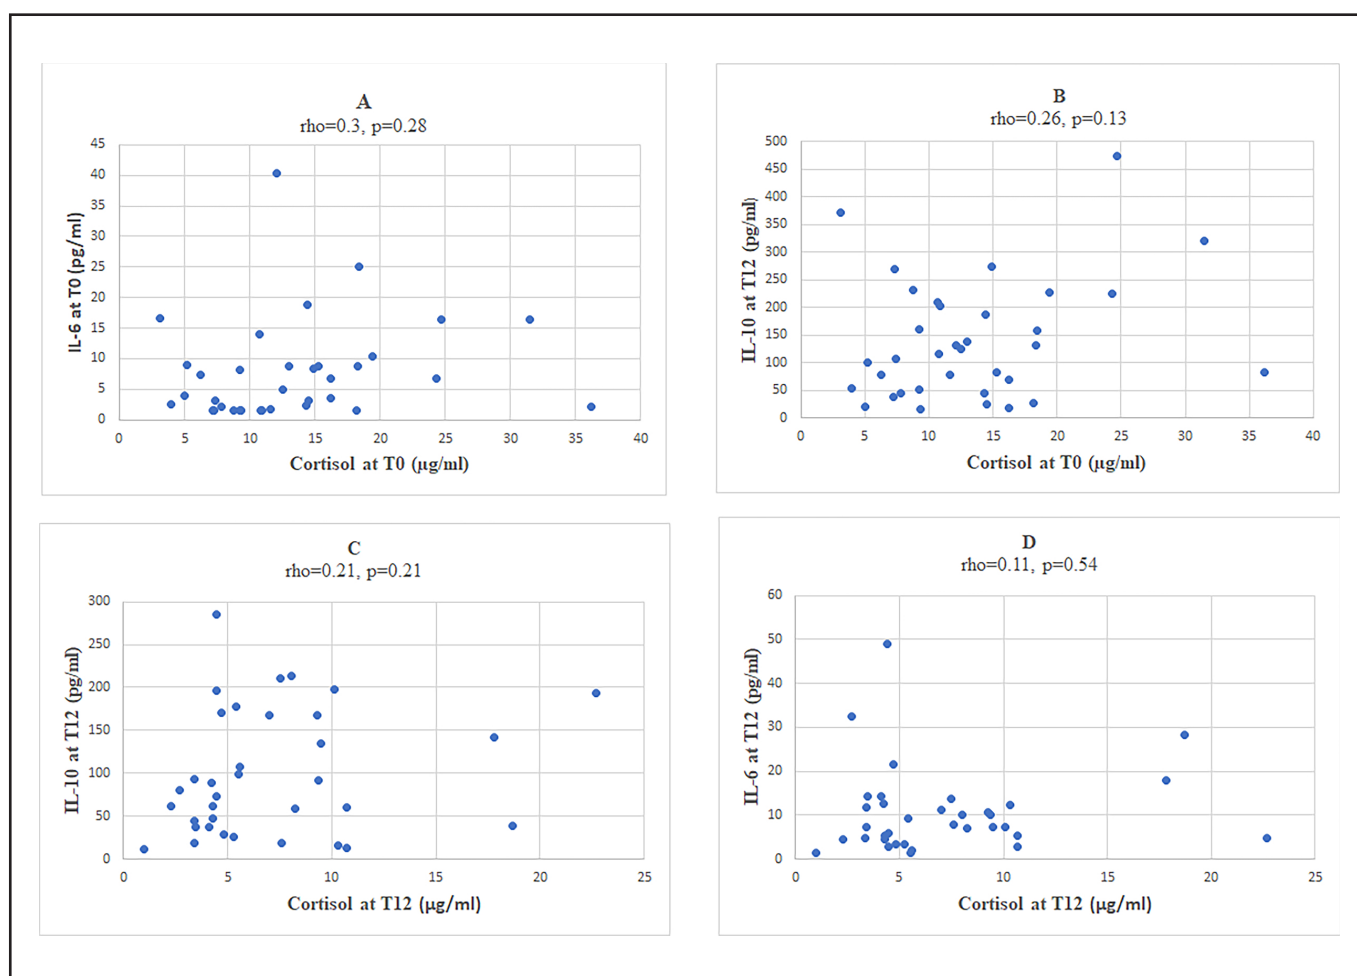 A
rho=0.3, p=0.28
45
40
35
30
25
20
15
10
5
0
IL-6 at T0 (pg/ml)
0 5 10 15 20 25 30 35 40
Cortisol at T0 (µg/ml)
B
rho=0.26, p=0.13
500
450
400
350
300
250
200
150
100
50
0
IL-10 at T12 (pg/ml)
0 5 10 15 20 25 30 35 40
Cortisol at T0 (µg/ml)
C
rho=0.21, p=0.21
300
250
200
150
100
50
0
IL-10 at T12 (pg/ml)
0 5 10 15 20 25
Cortisol at T12 (µg/ml)
D
rho=0.11, p=0.54
60
50
40
30
20
10
0
IL-6 at T12 (pg/ml)
0 5 10 15 20 25
Cortisol at T12 (µg/ml)